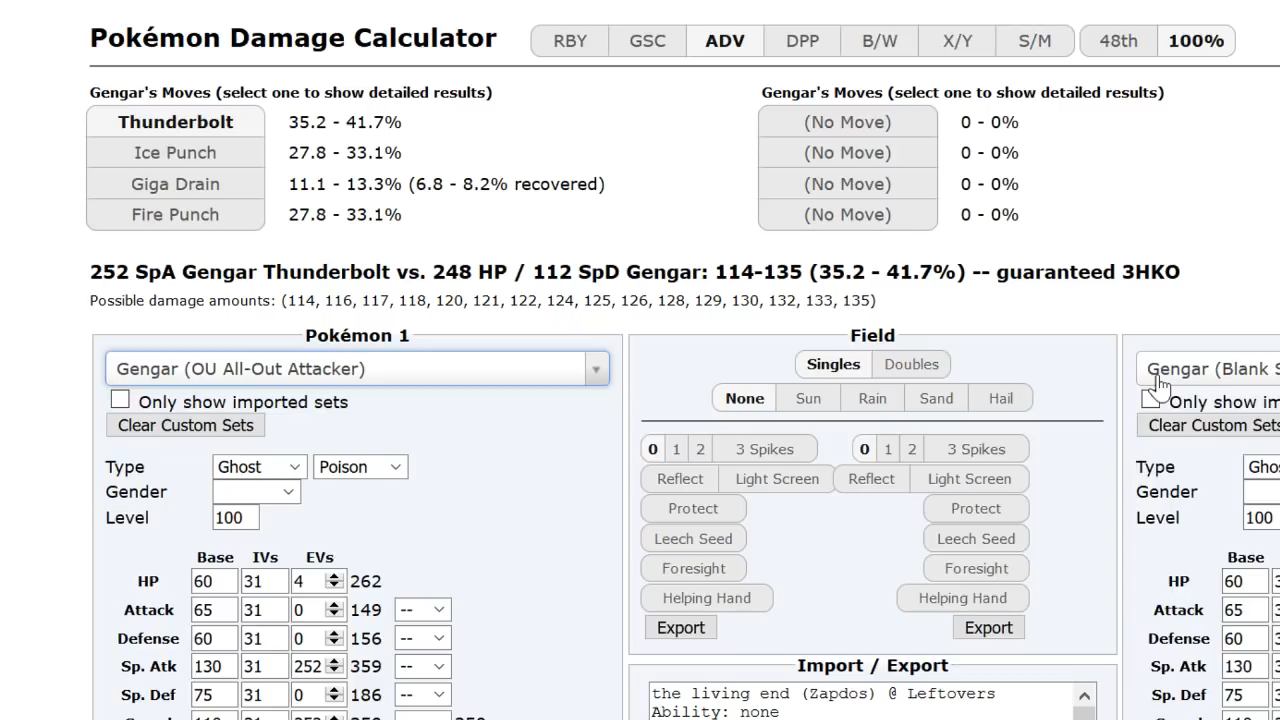 Pokémon Damage Calculator RBY GSC ADV DPP B/W X/Y S/M 48th 100%
Gengar's Moves (select one to show detailed results) Gengar's Moves (select one to show detailed results)
Thunderbolt 35.2 - 41.7% (No Move) 0 - 0%
Ice Punch 27.8 - 33.1% (No Move) 0 - 0%
Giga Drain 11.1 - 13.3% (6.8 - 8.2% recovered) (No Move) 0 - 0%
Fire Punch 27.8 - 33.1% (No Move) 0 - 0%
252 SpA Gengar Thunderbolt vs. 248 HP / 112 SpD Gengar: 114-135 (35.2 - 41.7%) -- guaranteed 3HKO
Possible damage amounts: (114, 116, 117, 118, 120, 121, 122, 124, 125, 126, 128, 129, 130, 132, 133, 135)
Pokémon 1
Gengar (OU All-Out Attacker)
Only show imported sets
Clear Custom Sets
Type Ghost Poison
Gender
Level 100
Base IVs EVs
HP 60 31 4 262
Attack 65 31 0 149 --
Defense 60 31 0 156 --
Sp. Atk 130 31 252 359 --
Sp. Def 75 31 0 186 --
Field
Singles Doubles
None Sun Rain Sand Hail
0 1 2 3 Spikes 0 1 2 3 Spikes
Reflect Light Screen Reflect Light Screen
Protect Protect
Leech Seed Leech Seed
Foresight Foresight
Helping Hand Helping Hand
Export Export
Import / Export
the living end (Zapdos) @ Leftovers
Ability: none
Gengar (Blank S
Only show im
Clear Custom Sets
Type Gho
Gender
Level 100
Base
HP 60
Attack 65
Defense 60
Sp. Atk 130
Sp. Def 75